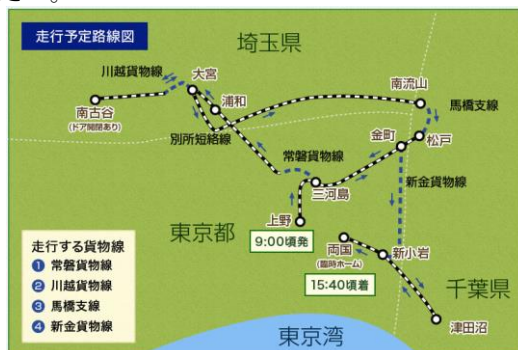 走行予定路線図
埼玉県
川越貨物線
大宮
南古谷
(ドア開閉あり)
浦和
南流山
馬橋支線
別所短絡線
金町
松戸
常磐貨物線
三河島
新金貨物線
上野
9:00頃発
東京都
両国
(臨時ホーム)
新小岩
15:40頃着
千葉県
津田沼
東京湾
走行する貨物線
1 常磐貨物線
2 川越貨物線
3 馬橋支線
4 新金貨物線